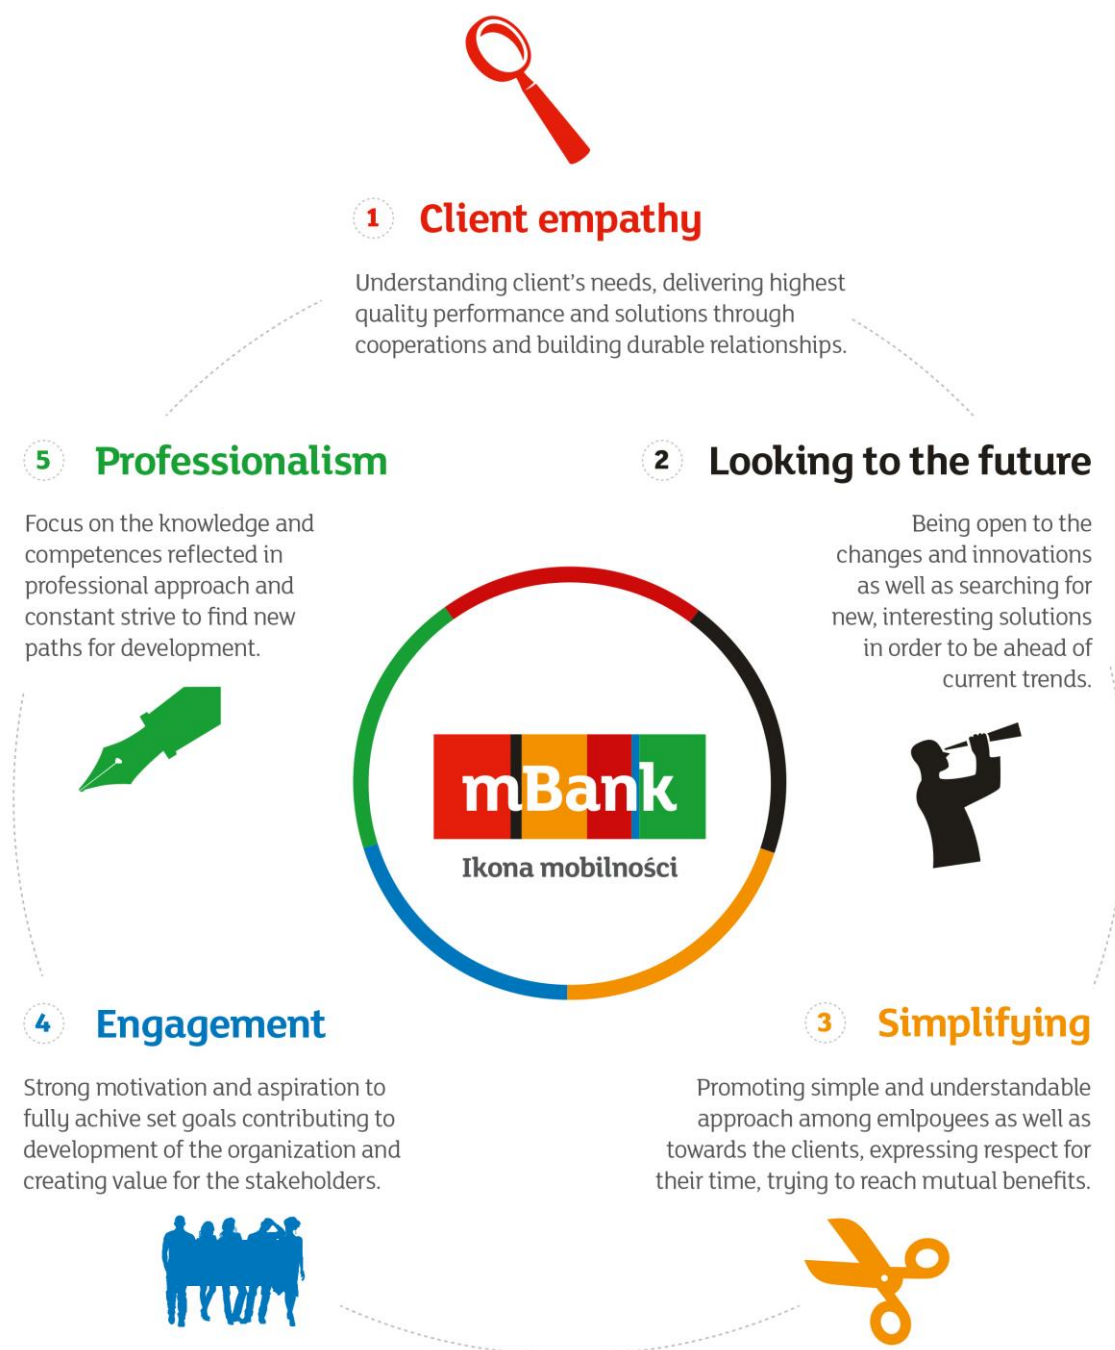 1 Client empathy
Understanding client's needs, delivering highest
quality performance and solutions through
cooperations and building durable relationships.
2 Looking to the future
Being open to the
changes and innovations
as well as searching for
new, interesting solutions
in order to be ahead of
current trends.
3 Simplifying
Promoting simple and understandable
approach among emlpoyees as well as
towards the clients, expressing respect for
their time, trying to reach mutual benefits.
4 Engagement
Strong motivation and aspiration to
fully achive set goals contributing to
development of the organization and
creating value for the stakeholders.
5 Professionalism
Focus on the knowledge and
competences reflected in
professional approach and
constant strive to find new
paths for development.
mBank
Ikona mobilności